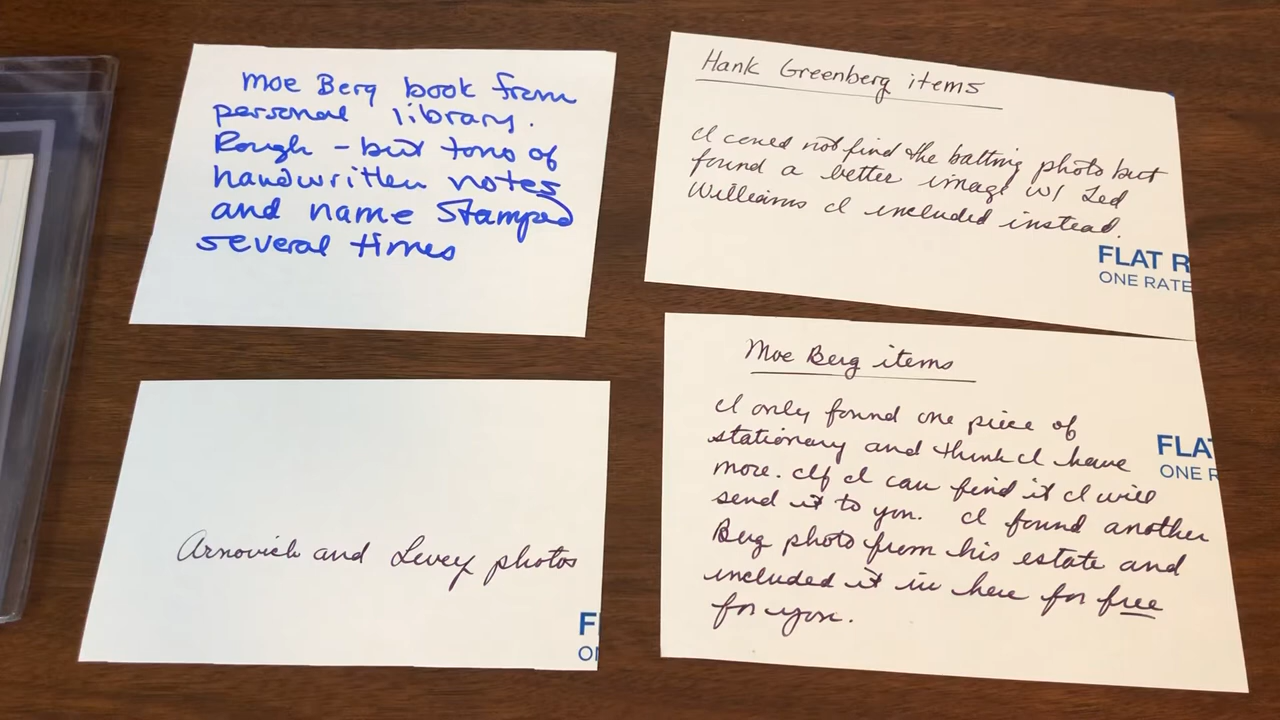 Moe Berg book from
personal library.
Rough - but tons of
handwritten notes
and name stamped
several times
Hank Greenberg items
I could not find the batting photo but
found a better image w/ Ted
Williams I included instead.
FLAT R
ONE RATE
Arnovich and Levey photos
F
O
Moe Berg items
I only found one piece of
stationary and think I have
more. If I can find it I will
send it to you. I found another
Berg photo from his estate and
included it in here for free
for you.
FLAT
ONE R